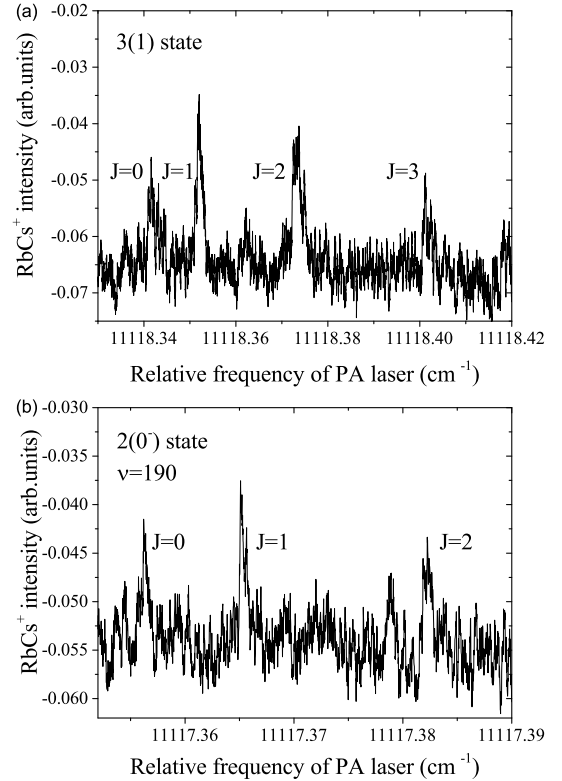 (a)
-0.02
3(1) state
-0.03
-0.04
J=0 J=1 J=2 J=3
-0.05
-0.06
-0.07
RbCs⁺ intensity (arb.units)
11118.34 11118.36 11118.38 11118.40 11118.42
Relative frequency of PA laser (cm⁻¹)
(b)
-0.030
2(0⁻) state
-0.035
ν=190
-0.040
J=0 J=1 J=2
-0.045
-0.050
-0.055
-0.060
RbCs⁺ intensity (arb.units)
11117.36 11117.37 11117.38 11117.39
Relative frequency of PA laser (cm⁻¹)